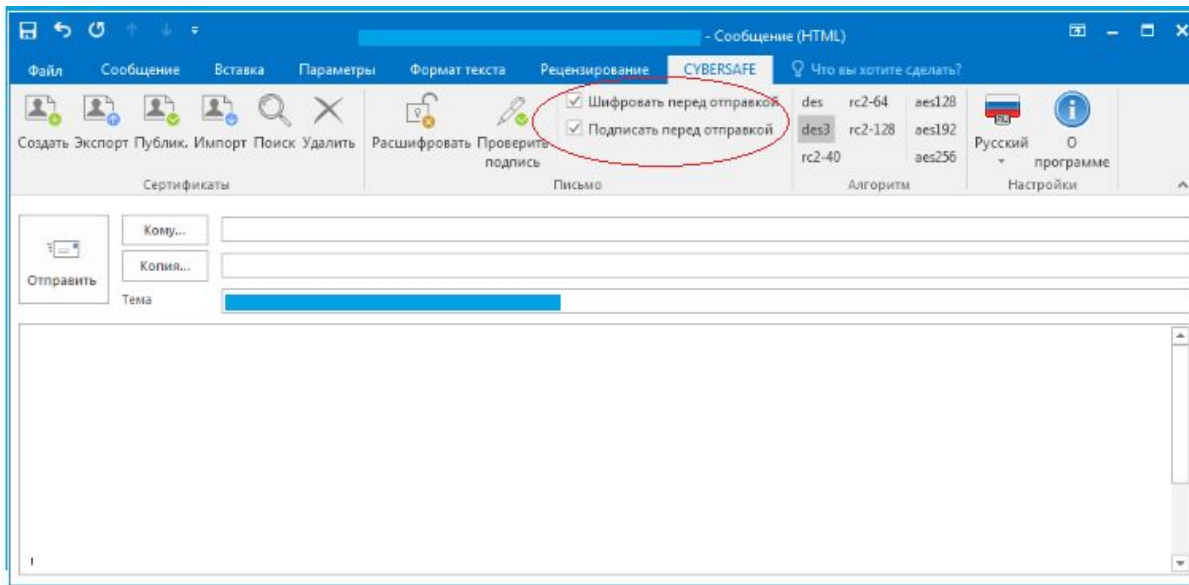 - Сообщение (HTML)
Файл Сообщение Вставка Параметры Формат текста Рецензирование CYBERSAFE Что вы хотите сделать?
Шифровать перед отправкой des rc2-64 aes128
Подписать перед отправкой des3 rc2-128 aes192
Создать Экспорт Публик. Импорт Поиск Удалить Расшифровать Проверить подпись rc2-40 aes256 Русский О программе
RU
Сертификаты Письмо Алгоритм Настройки
Кому...
Копия...
Отправить
Тема